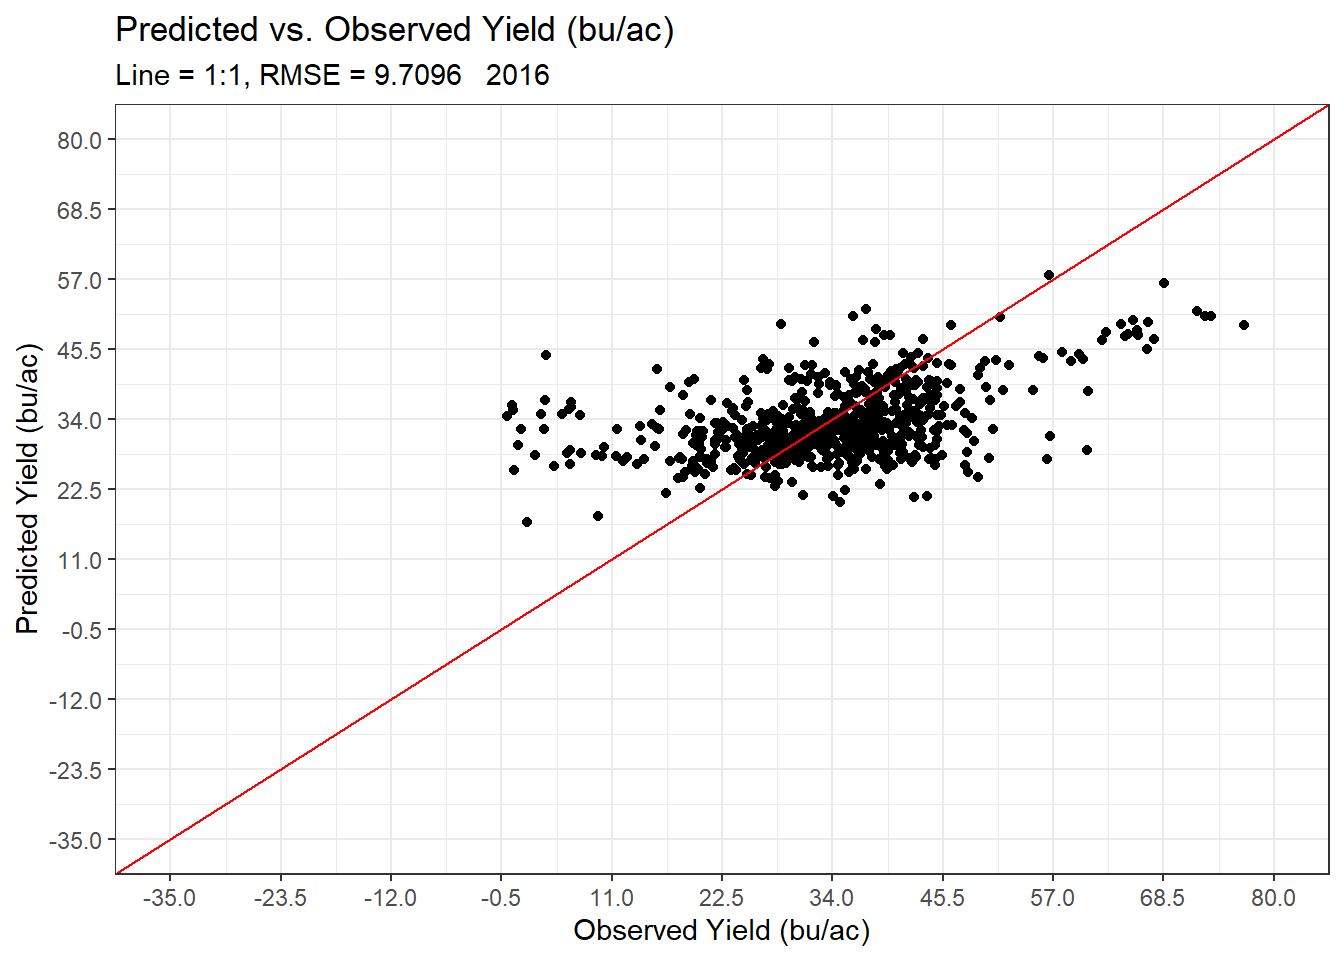 Predicted vs. Observed Yield (bu/ac)
Line = 1:1, RMSE = 9.7096   2016
Predicted Yield (bu/ac)
80.0
68.5
57.0
45.5
34.0
22.5
11.0
-0.5
-12.0
-23.5
-35.0
-35.0 -23.5 -12.0 -0.5 11.0 22.5 34.0 45.5 57.0 68.5 80.0
Observed Yield (bu/ac)